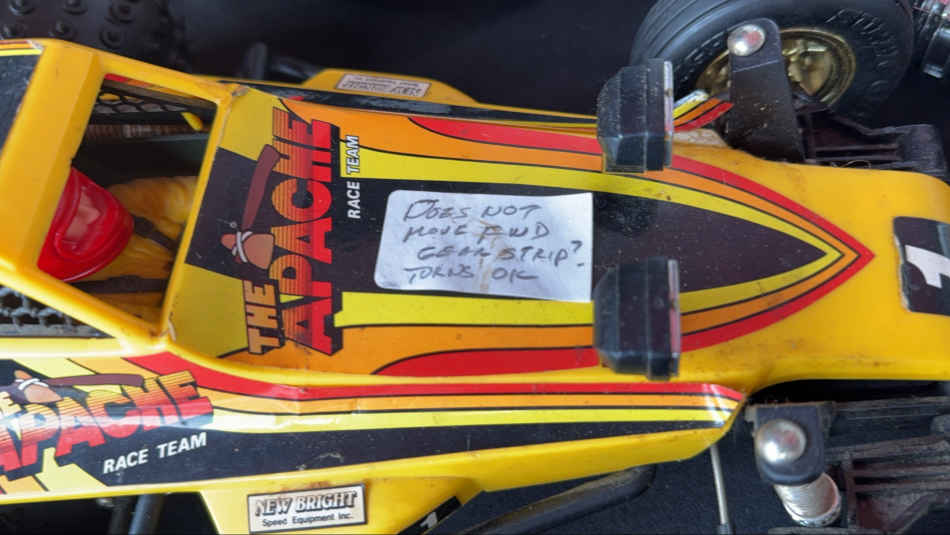 THE
APACHE
RACE TEAM
DOES NOT
MOVE FWD
GEAR STRIP?
TURNS OK
1
APACHE
RACE TEAM
NEW BRIGHT
Speed Equipment Inc.
1